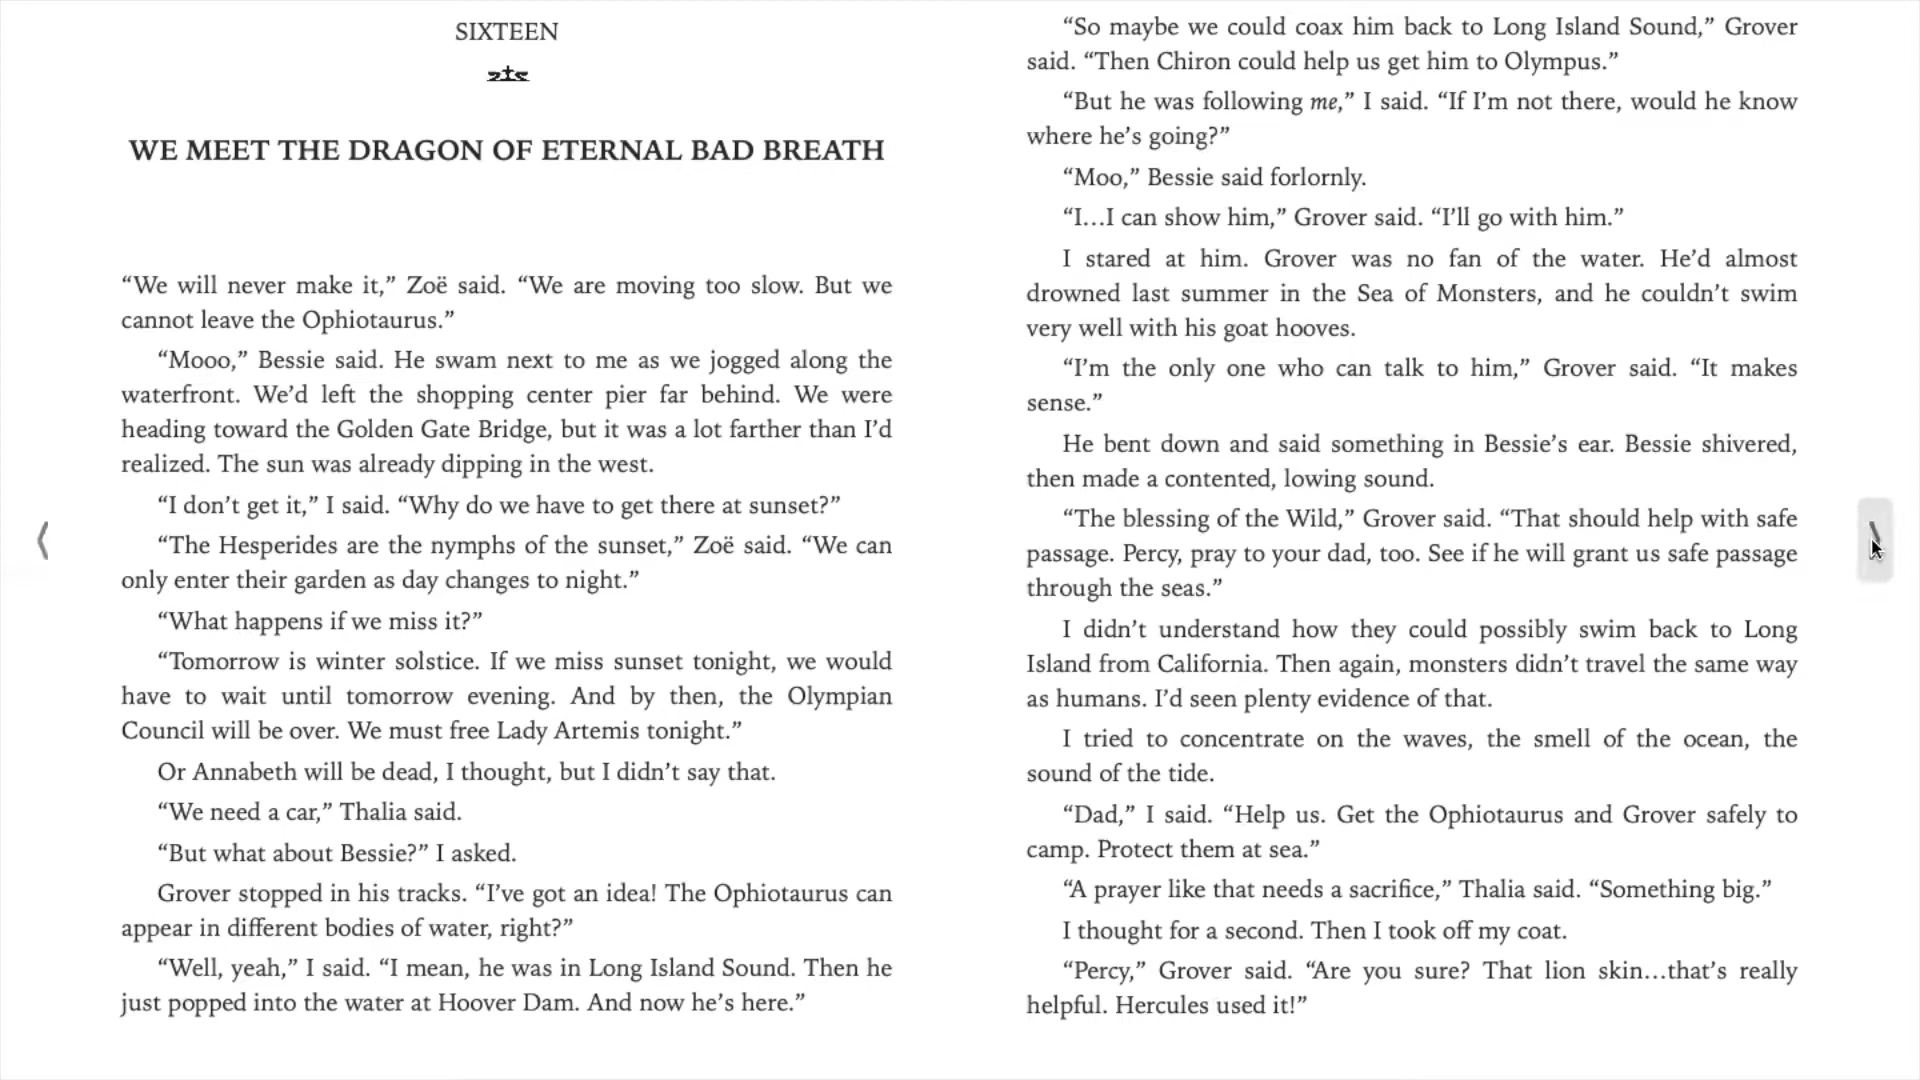 SIXTEEN
WE MEET THE DRAGON OF ETERNAL BAD BREATH
“We will never make it,” Zoë said. “We are moving too slow. But we
cannot leave the Ophiotaurus.”
“Mooo,” Bessie said. He swam next to me as we jogged along the
waterfront. We’d left the shopping center pier far behind. We were
heading toward the Golden Gate Bridge, but it was a lot farther than I’d
realized. The sun was already dipping in the west.
“I don’t get it,” I said. “Why do we have to get there at sunset?”
“The Hesperides are the nymphs of the sunset,” Zoë said. “We can
only enter their garden as day changes to night.”
“What happens if we miss it?”
“Tomorrow is winter solstice. If we miss sunset tonight, we would
have to wait until tomorrow evening. And by then, the Olympian
Council will be over. We must free Lady Artemis tonight.”
Or Annabeth will be dead, I thought, but I didn’t say that.
“We need a car,” Thalia said.
“But what about Bessie?” I asked.
Grover stopped in his tracks. “I’ve got an idea! The Ophiotaurus can
appear in different bodies of water, right?”
“Well, yeah,” I said. “I mean, he was in Long Island Sound. Then he
just popped into the water at Hoover Dam. And now he’s here.”
“So maybe we could coax him back to Long Island Sound,” Grover
said. “Then Chiron could help us get him to Olympus.”
“But he was following me,” I said. “If I’m not there, would he know
where he’s going?”
“Moo,” Bessie said forlornly.
“I…I can show him,” Grover said. “I’ll go with him.”
I stared at him. Grover was no fan of the water. He’d almost
drowned last summer in the Sea of Monsters, and he couldn’t swim
very well with his goat hooves.
“I’m the only one who can talk to him,” Grover said. “It makes
sense.”
He bent down and said something in Bessie’s ear. Bessie shivered,
then made a contented, lowing sound.
“The blessing of the Wild,” Grover said. “That should help with safe
passage. Percy, pray to your dad, too. See if he will grant us safe passage
through the seas.”
I didn’t understand how they could possibly swim back to Long
Island from California. Then again, monsters didn’t travel the same way
as humans. I’d seen plenty evidence of that.
I tried to concentrate on the waves, the smell of the ocean, the
sound of the tide.
“Dad,” I said. “Help us. Get the Ophiotaurus and Grover safely to
camp. Protect them at sea.”
“A prayer like that needs a sacrifice,” Thalia said. “Something big.”
I thought for a second. Then I took off my coat.
“Percy,” Grover said. “Are you sure? That lion skin…that’s really
helpful. Hercules used it!”